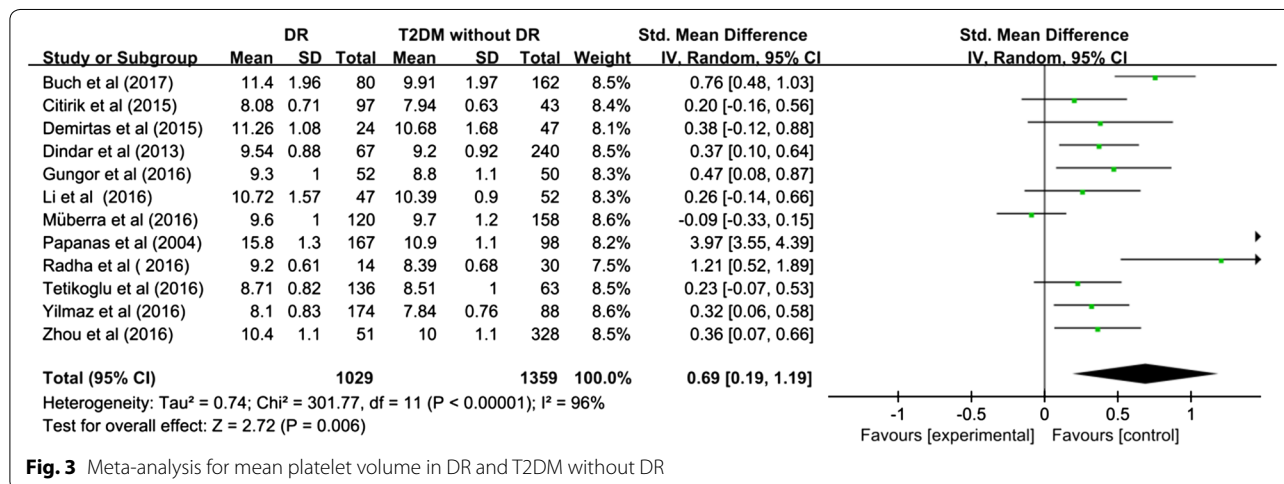 DR T2DM without DR Std. Mean Difference Std. Mean Difference
Study or Subgroup Mean SD Total Mean SD Total Weight IV, Random, 95% CI IV, Random, 95% CI
Buch et al (2017) 11.4 1.96 80 9.91 1.97 162 8.5% 0.76 [0.48, 1.03]
Citirik et al (2015) 8.08 0.71 97 7.94 0.63 43 8.4% 0.20 [-0.16, 0.56]
Demirtas et al (2015) 11.26 1.08 24 10.68 1.68 47 8.1% 0.38 [-0.12, 0.88]
Dindar et al (2013) 9.54 0.88 67 9.2 0.92 240 8.5% 0.37 [0.10, 0.64]
Gungor et al (2016) 9.3 1 52 8.8 1.1 50 8.3% 0.47 [0.08, 0.87]
Li et al (2016) 10.72 1.57 47 10.39 0.9 52 8.3% 0.26 [-0.14, 0.66]
Müberra et al (2016) 9.6 1 120 9.7 1.2 158 8.6% -0.09 [-0.33, 0.15]
Papanas et al (2004) 15.8 1.3 167 10.9 1.1 98 8.2% 3.97 [3.55, 4.39]
Radha et al ( 2016) 9.2 0.61 14 8.39 0.68 30 7.5% 1.21 [0.52, 1.89]
Tetikoglu et al (2016) 8.71 0.82 136 8.51 1 63 8.5% 0.23 [-0.07, 0.53]
Yilmaz et al (2016) 8.1 0.83 174 7.84 0.76 88 8.6% 0.32 [0.06, 0.58]
Zhou et al (2016) 10.4 1.1 51 10 1.1 328 8.5% 0.36 [0.07, 0.66]
Total (95% CI) 1029 1359 100.0% 0.69 [0.19, 1.19]
Heterogeneity: Tau² = 0.74; Chi² = 301.77, df = 11 (P < 0.00001); I² = 96%
Test for overall effect: Z = 2.72 (P = 0.006)
-1 -0.5 0 0.5 1
Favours [experimental] Favours [control]
Fig. 3 Meta-analysis for mean platelet volume in DR and T2DM without DR